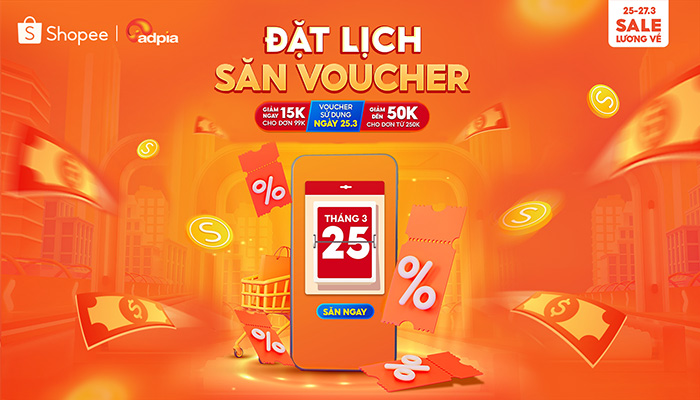 Shopee | adpia
25-27.3
SALE
LƯƠNG VỀ
ĐẶT LỊCH
SĂN VOUCHER
GIẢM NGAY 15K
CHO ĐƠN 99K
VOUCHER
SỬ DỤNG
NGAY 25.3
GIẢM ĐẾN 50K
CHO ĐƠN TỪ 250K
%
THÁNG 3
25
%
SĂN NGAY
%
%